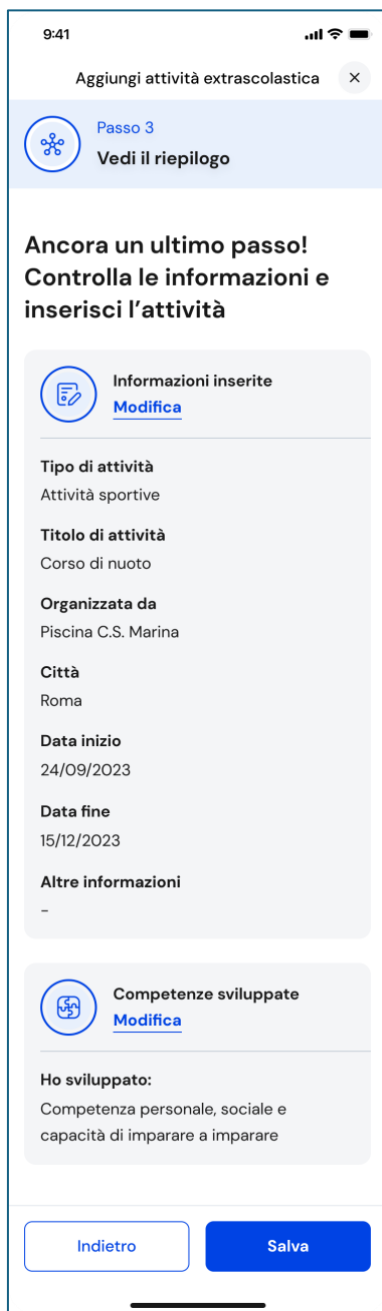 9:41
Aggiungi attività extrascolastica
Passo 3
Vedi il riepilogo
Ancora un ultimo passo!
Controlla le informazioni e
inserisci l’attività
Informazioni inserite
Modifica
Tipo di attività
Attività sportive
Titolo di attività
Corso di nuoto
Organizzata da
Piscina C.S. Marina
Città
Roma
Data inizio
24/09/2023
Data fine
15/12/2023
Altre informazioni
-
Competenze sviluppate
Modifica
Ho sviluppato:
Competenza personale, sociale e
capacità di imparare a imparare
Indietro
Salva